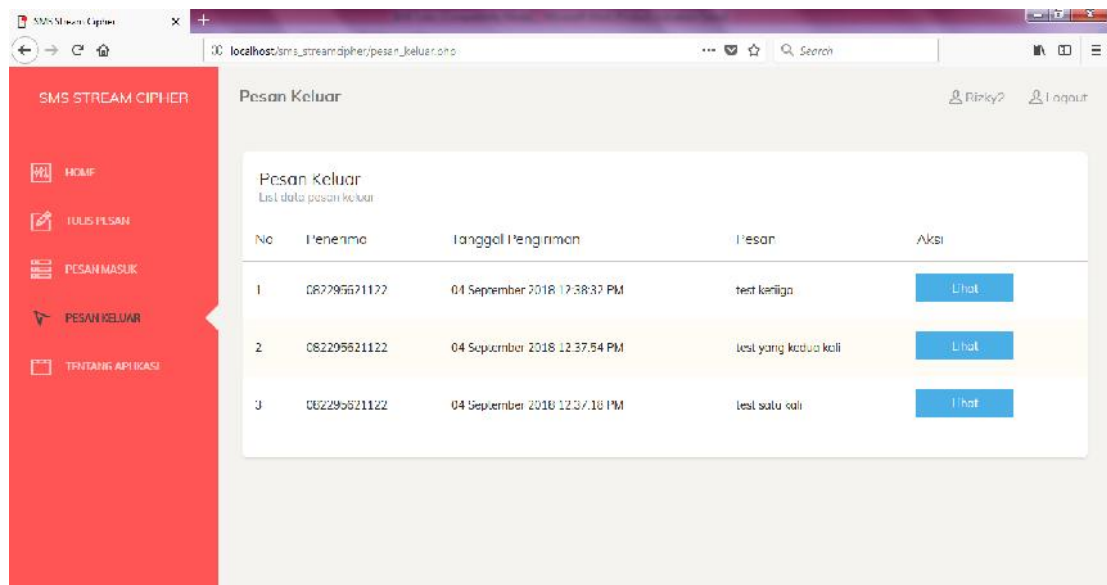 SMS Stream Cipher
localhost/sms_streamcipher/pesan_keluar.php
Search
SMS STREAM CIPHER
Pesan Keluar
Rizky2
Logout
HOME
TULIS PESAN
PESAN MASUK
PESAN KELUAR
TENTANG APLIKASI
Pesan Keluar
List data pesan keluar
No Penerima Tanggal Pengiriman Pesan Aksi
1 082295621122 04 September 2018 12:38:32 PM test ketiga Lihat
2 082295621122 04 September 2018 12:37:54 PM test yang kedua kali Lihat
3 082295621122 04 September 2018 12:37:18 PM test satu kali Lihat